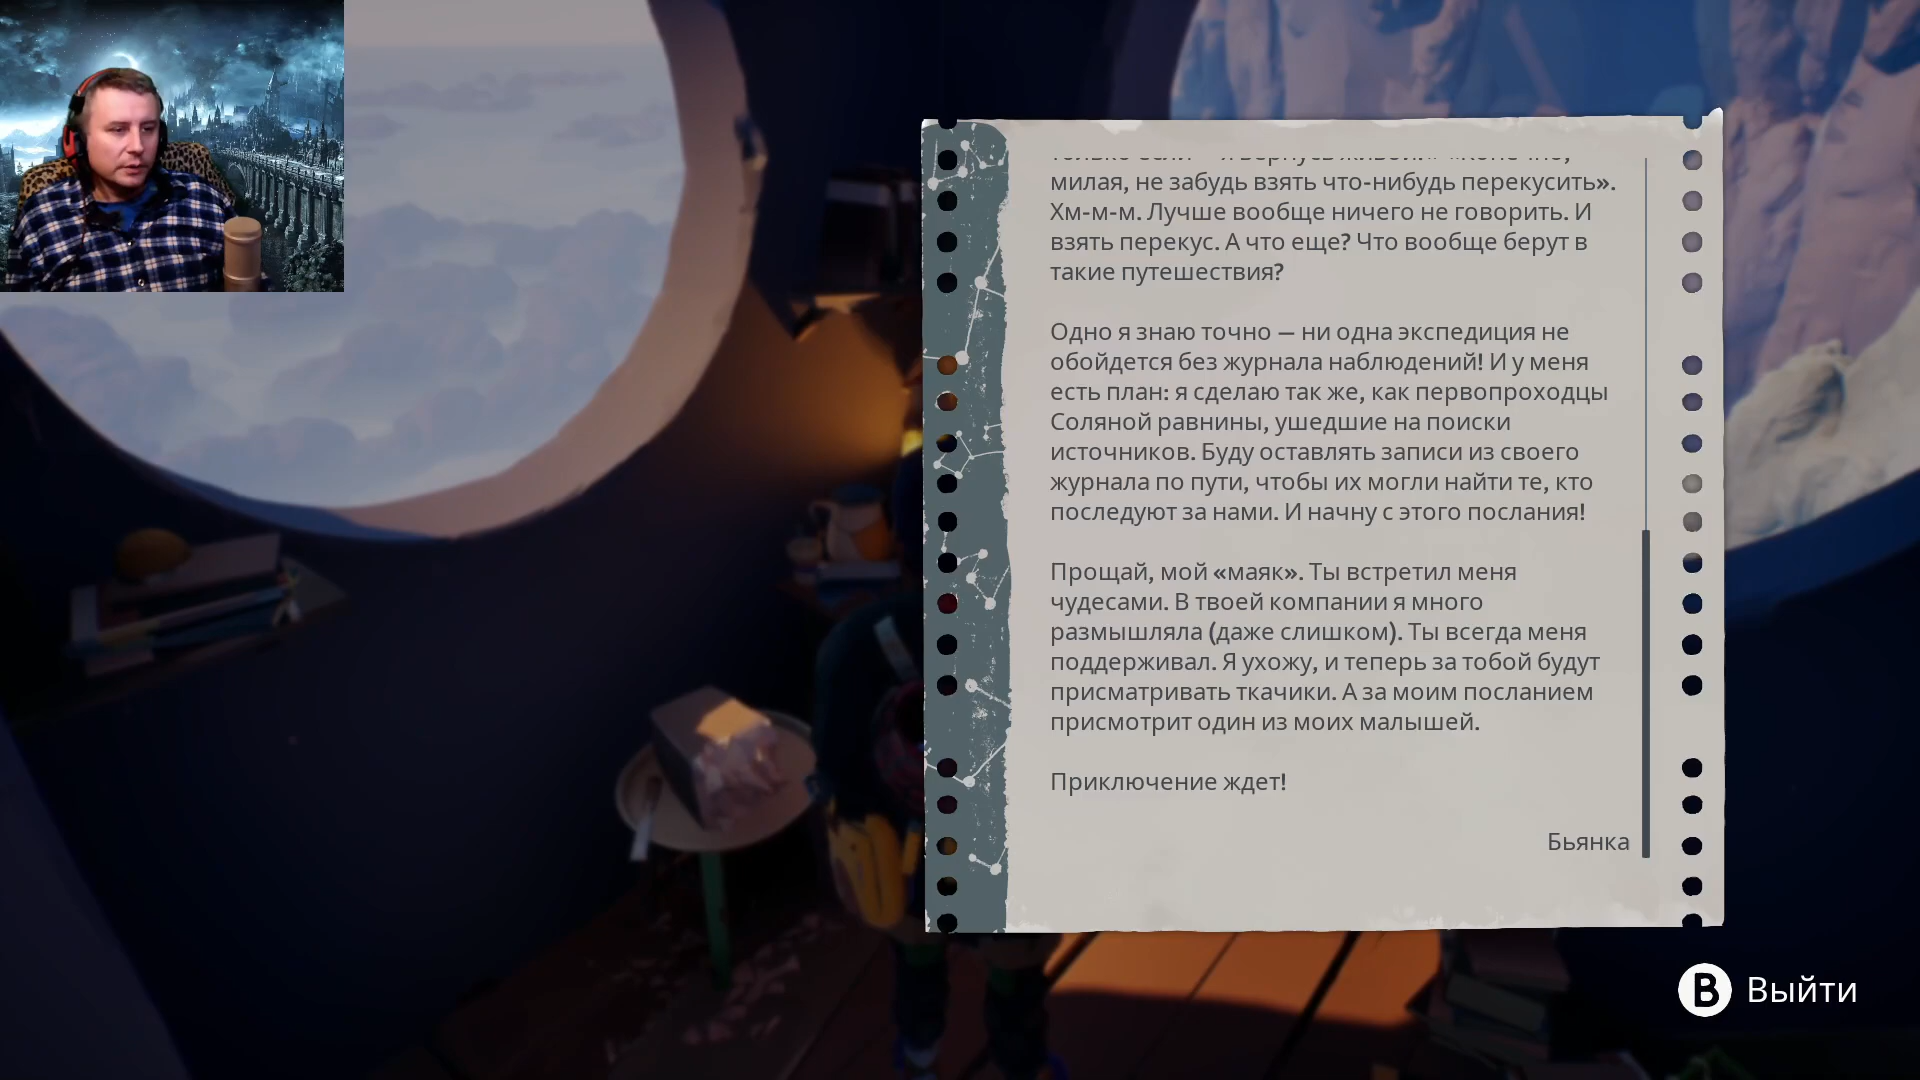 милая, не забудь взять что-нибудь перекусить».
Хм-м-м. Лучше вообще ничего не говорить. И
взять перекус. А что еще? Что вообще берут в
такие путешествия?
Одно я знаю точно — ни одна экспедиция не
обойдется без журнала наблюдений! И у меня
есть план: я сделаю так же, как первопроходцы
Соляной равнины, ушедшие на поиски
источников. Буду оставлять записи из своего
журнала по пути, чтобы их могли найти те, кто
последуют за нами. И начну с этого послания!
Прощай, мой «маяк». Ты встретил меня
чудесами. В твоей компании я много
размышляла (даже слишком). Ты всегда меня
поддерживал. Я ухожу, и теперь за тобой будут
присматривать ткачики. А за моим посланием
присмотрит один из моих малышей.
Приключение ждет!
Бьянка
B Выйти